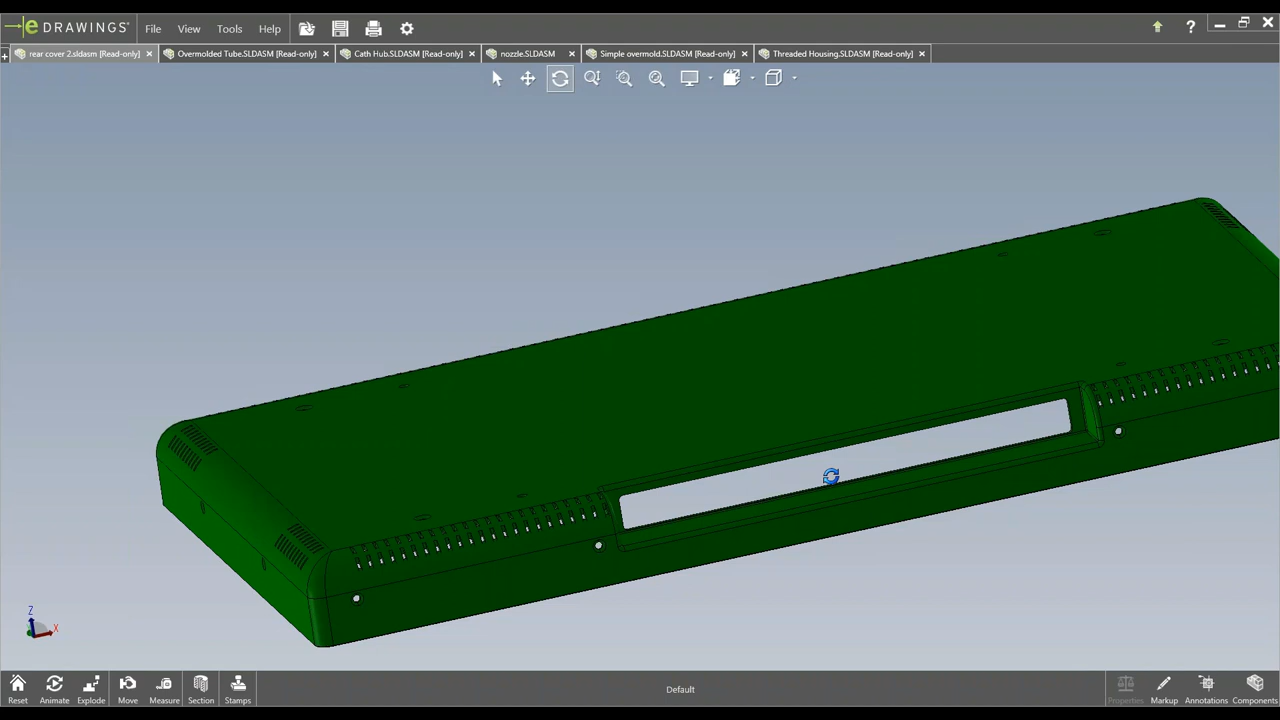 eDRAWINGS® File View Tools Help ?
rear cover 2.sldasm [Read-only] Overmolded Tube.SLDASM [Read-only] Cath Hub.SLDASM [Read-only] nozzle.SLDASM Simple overmold.SLDASM [Read-only] Threaded Housing.SLDASM [Read-only]
Z
X
Reset Animate Explode Move Measure Section Stamps Default Properties Markup Annotations Components